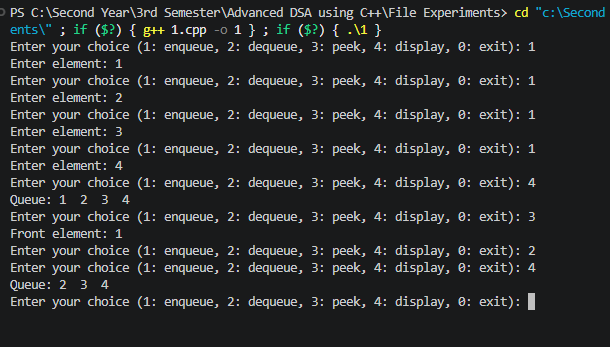 PS C:\Second Year\3rd Semester\Advanced DSA using C++\File Experiments> cd "c:\Second
ents\" ; if ($?) { g++ 1.cpp -o 1 } ; if ($?) { .\1 }
Enter your choice (1: enqueue, 2: dequeue, 3: peek, 4: display, 0: exit): 1
Enter element: 1
Enter your choice (1: enqueue, 2: dequeue, 3: peek, 4: display, 0: exit): 1
Enter element: 2
Enter your choice (1: enqueue, 2: dequeue, 3: peek, 4: display, 0: exit): 1
Enter element: 3
Enter your choice (1: enqueue, 2: dequeue, 3: peek, 4: display, 0: exit): 1
Enter element: 4
Enter your choice (1: enqueue, 2: dequeue, 3: peek, 4: display, 0: exit): 4
Queue: 1  2  3  4
Enter your choice (1: enqueue, 2: dequeue, 3: peek, 4: display, 0: exit): 3
Front element: 1
Enter your choice (1: enqueue, 2: dequeue, 3: peek, 4: display, 0: exit): 2
Enter your choice (1: enqueue, 2: dequeue, 3: peek, 4: display, 0: exit): 4
Queue: 2  3  4
Enter your choice (1: enqueue, 2: dequeue, 3: peek, 4: display, 0: exit):